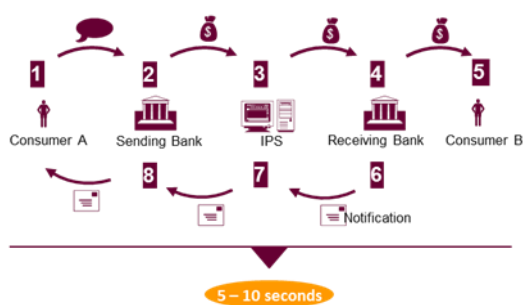 1 2 3 4 5
Consumer A Sending Bank IPS Receiving Bank Consumer B
8 7 6
Notification
5 – 10 seconds